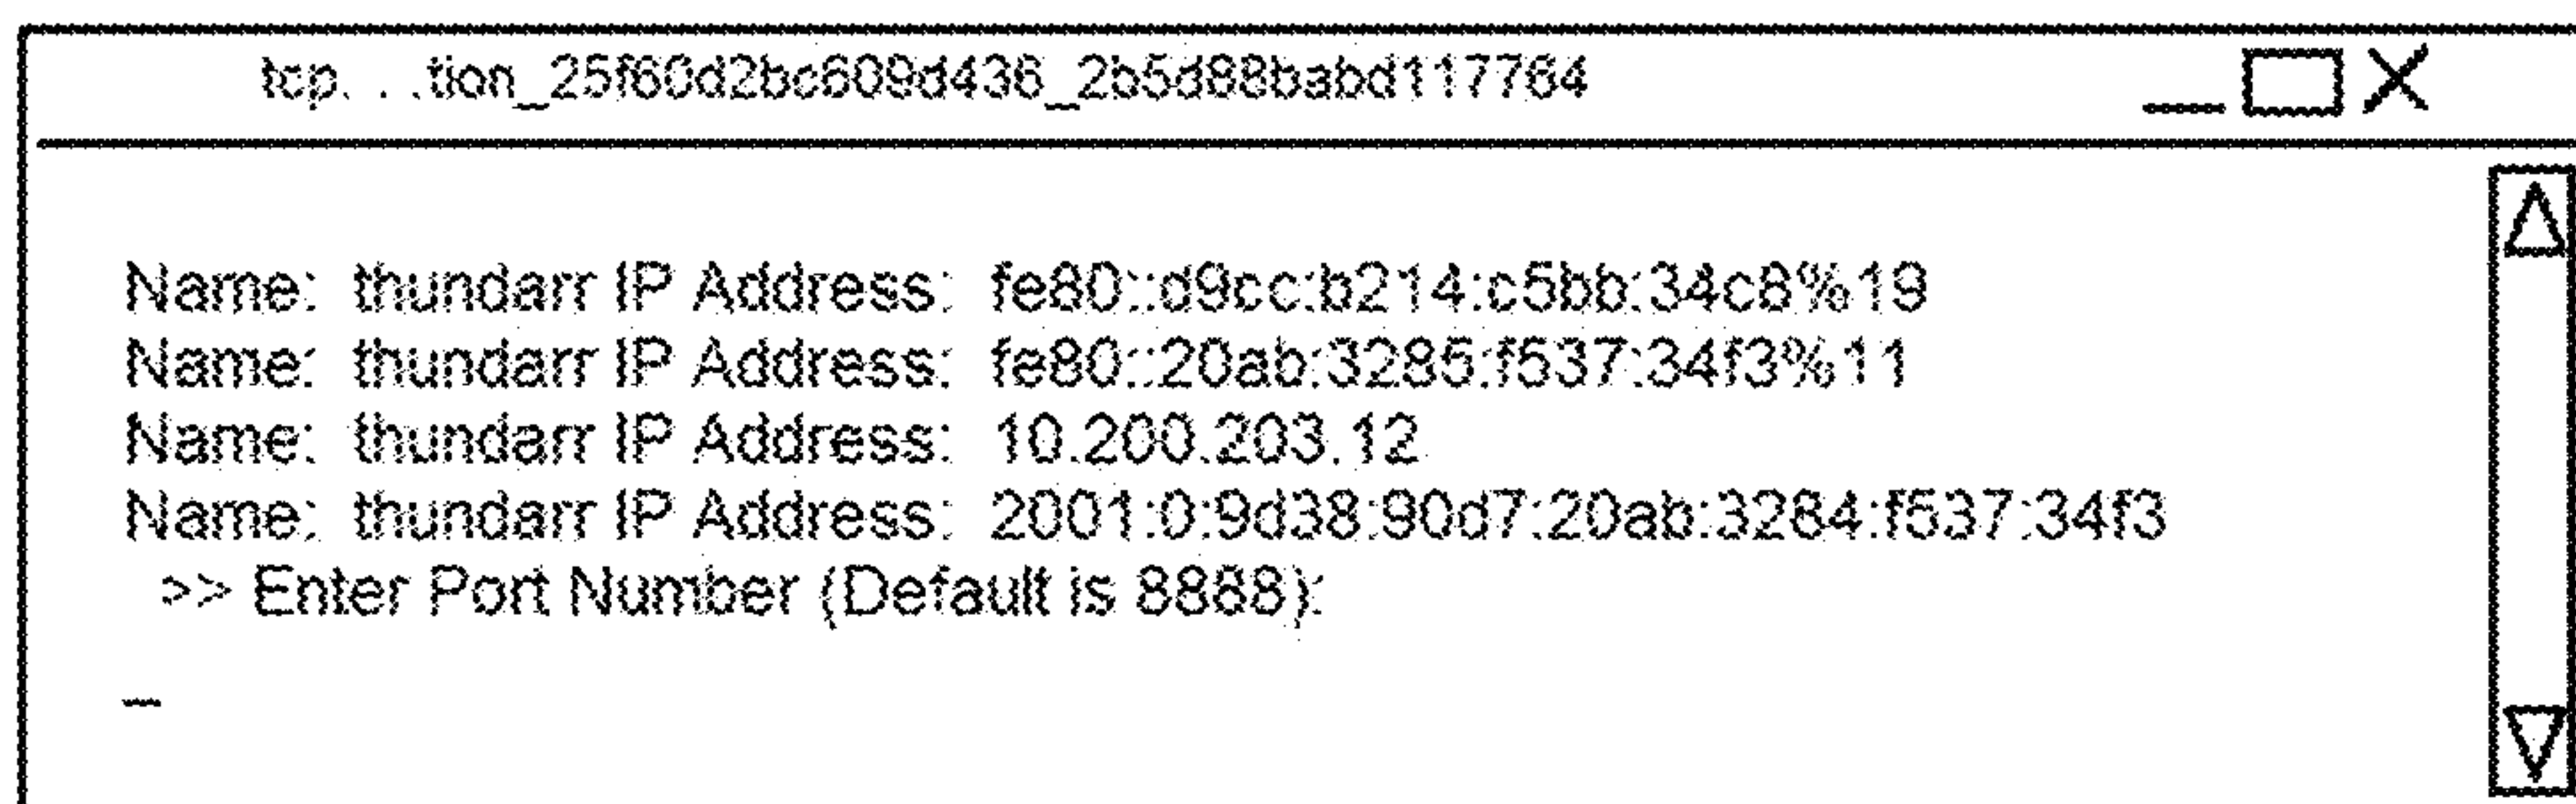 tcp. . .tion_25f60d2bc609d436_2b5d88babd117764
Name: thundarr IP Address: fe80::d9cc:b214:c5bb:34c8%19
Name: thundarr IP Address: fe80::20ab:3285:f537:34f3%11
Name: thundarr IP Address: 10.200.203.12
Name: thundarr IP Address: 2001:0:9d38:90d7:20ab:3284:f537:34f3
>> Enter Port Number (Default is 8888):
_